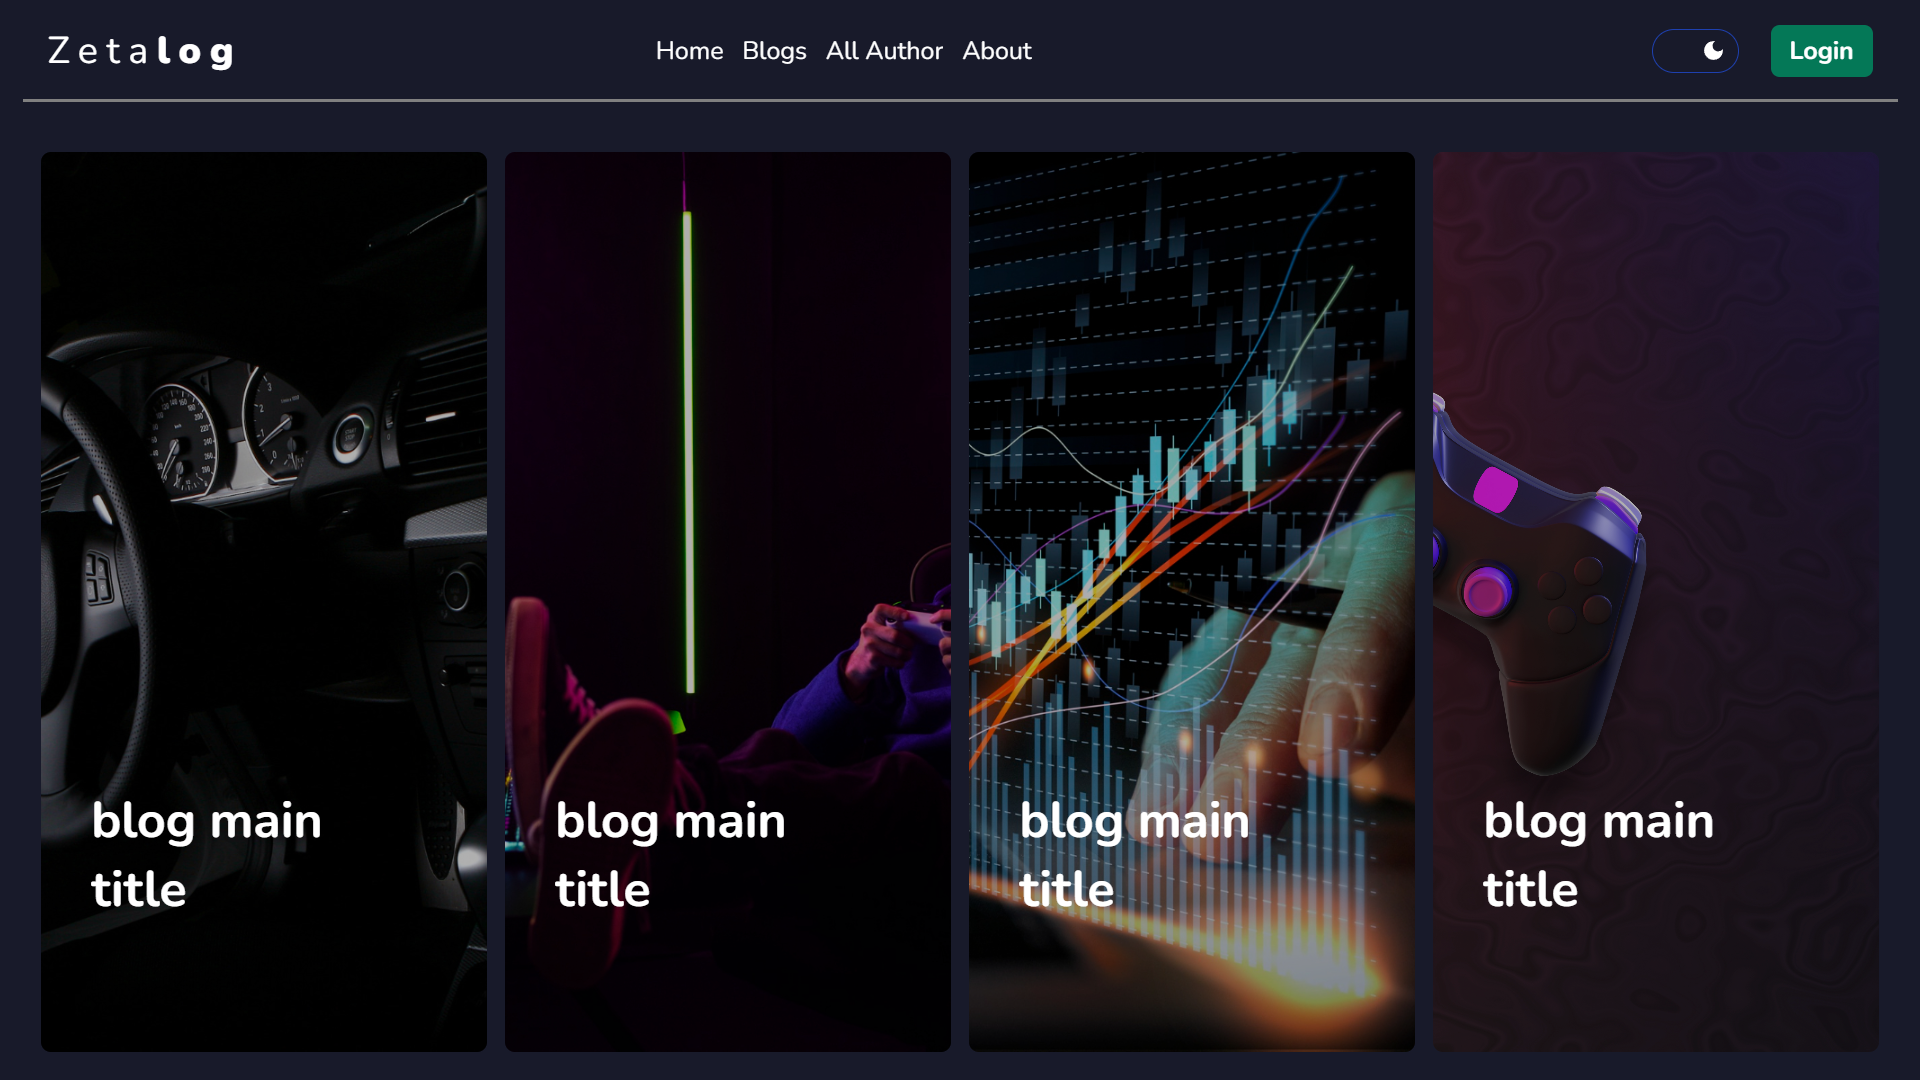 Zetalog
Home Blogs All Author About
Login
blog main
title
blog main
title
blog main
title
blog main
title